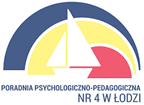 PORADNIA PSYCHOLOGICZNO-PEDAGOGICZNA
NR 4 W ŁODZI